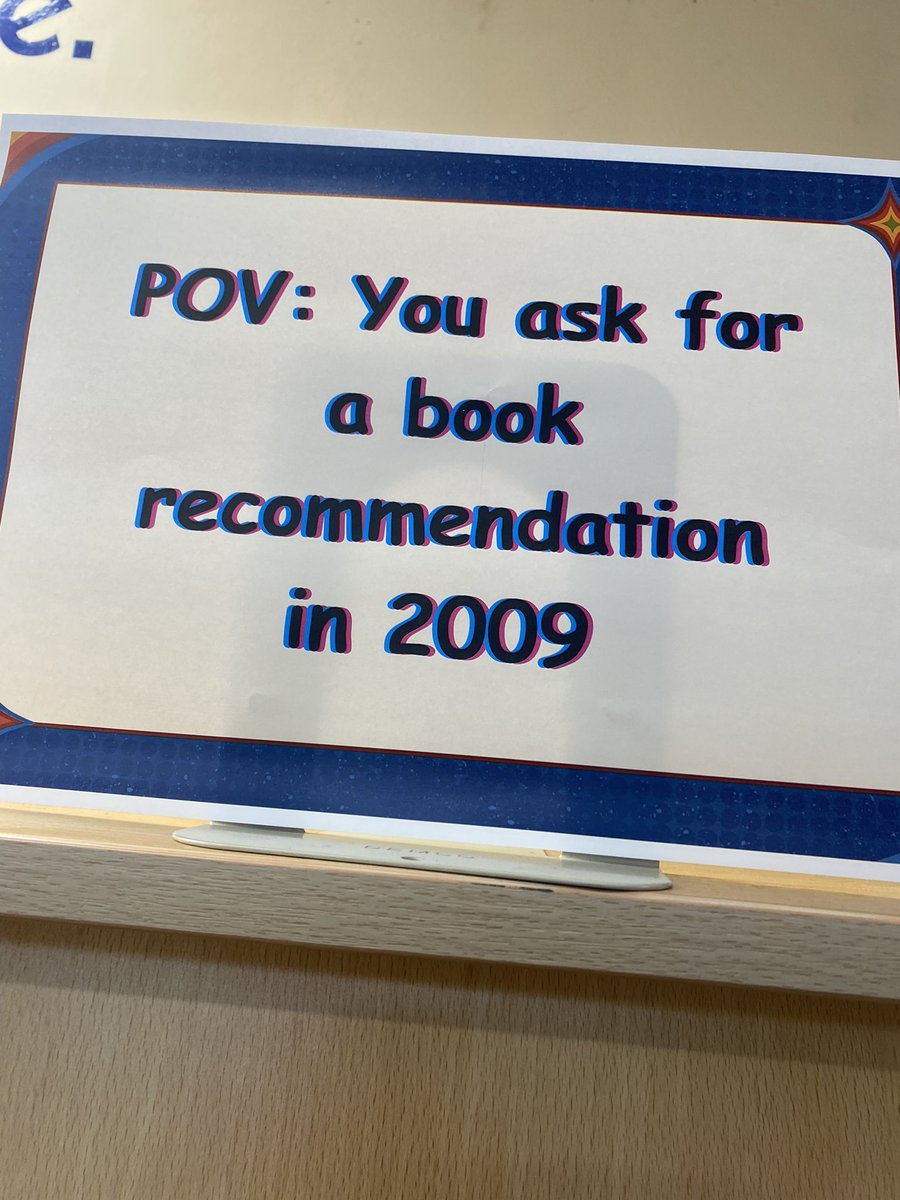 e.
POV: You ask for
a book
recommendation
in 2009